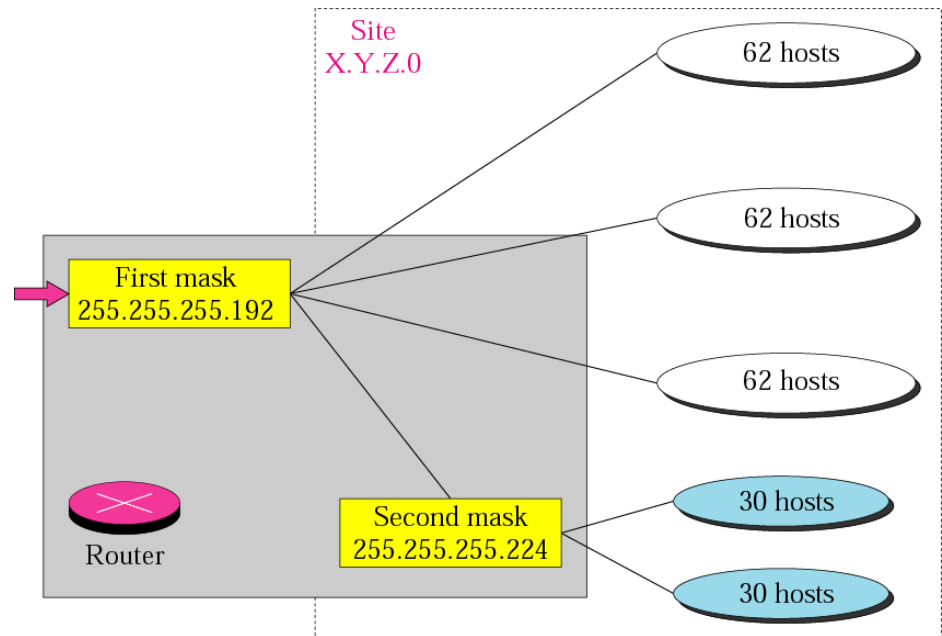 Site
X.Y.Z.0
62 hosts
62 hosts
First mask
255.255.255.192
62 hosts
Router
Second mask
255.255.255.224
30 hosts
30 hosts